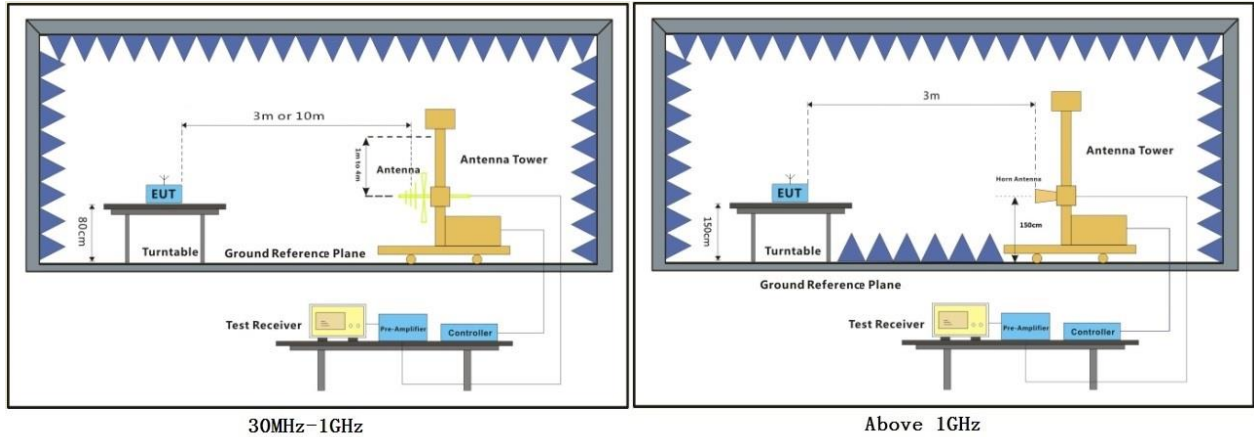 3m or 10m
1m to 4m
Antenna
Antenna Tower
EUT
80cm
Turntable
Ground Reference Plane
Test Receiver
Pre-Amplifier
Controller
30MHz-1GHz
3m
Antenna Tower
Horn Antenna
EUT
150cm
150cm
Turntable
Ground Reference Plane
Test Receiver
Pre-Amplifier
Controller
Above 1GHz